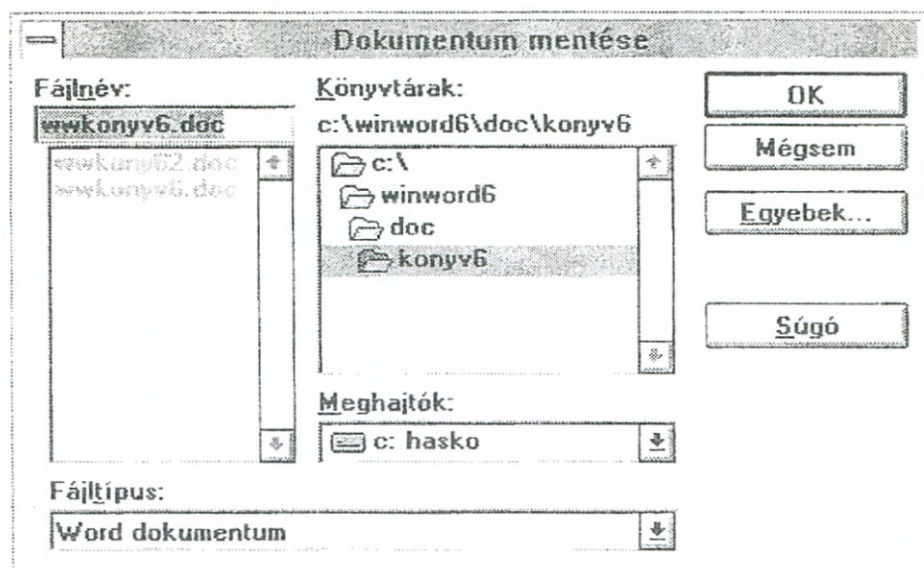 Dokumentum mentése
Fájlnév:
wwkonyv6.doc
wwkony62.doc
wwkonyv6.doc
Könyvtárak:
c:\winword6\doc\konyv6
c:\
winword6
doc
konyv6
Meghajtók:
c: hasko
Fájltípus:
Word dokumentum
OK
Mégsem
Egyebek...
Súgó